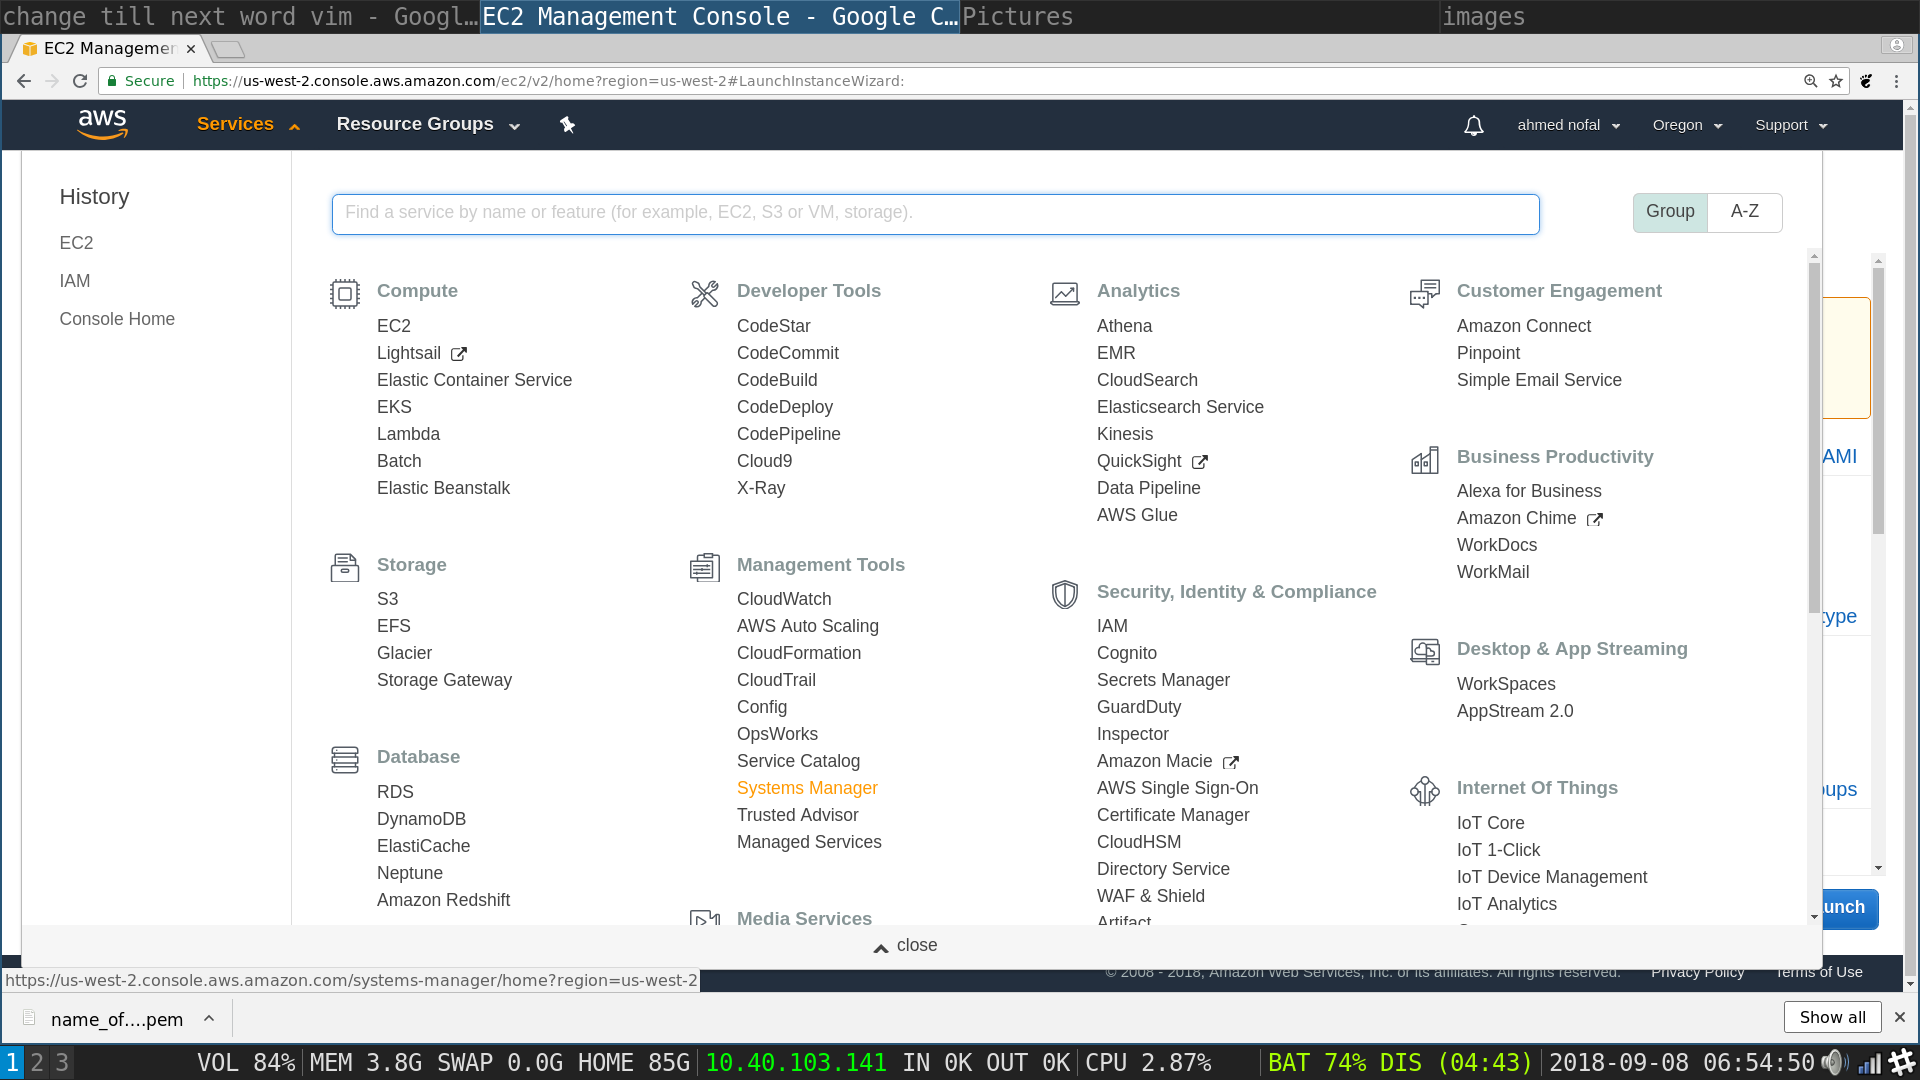 change till next word vim - Googl… EC2 Management Console - Google C… Pictures images
EC2 Managemen
Secure https://us-west-2.console.aws.amazon.com/ec2/v2/home?region=us-west-2#LaunchInstanceWizard:
aws Services Resource Groups ahmed nofal Oregon Support
History
EC2
IAM
Console Home
Find a service by name or feature (for example, EC2, S3 or VM, storage).
Group A-Z
Compute
EC2
Lightsail
Elastic Container Service
EKS
Lambda
Batch
Elastic Beanstalk
Storage
S3
EFS
Glacier
Storage Gateway
Database
RDS
DynamoDB
ElastiCache
Neptune
Amazon Redshift
Developer Tools
CodeStar
CodeCommit
CodeBuild
CodeDeploy
CodePipeline
Cloud9
X-Ray
Management Tools
CloudWatch
AWS Auto Scaling
CloudFormation
CloudTrail
Config
OpsWorks
Service Catalog
Systems Manager
Trusted Advisor
Managed Services
Media Services
Analytics
Athena
EMR
CloudSearch
Elasticsearch Service
Kinesis
QuickSight
Data Pipeline
AWS Glue
Security, Identity & Compliance
IAM
Cognito
Secrets Manager
GuardDuty
Inspector
Amazon Macie
AWS Single Sign-On
Certificate Manager
CloudHSM
Directory Service
WAF & Shield
Artifact
Customer Engagement
Amazon Connect
Pinpoint
Simple Email Service
Business Productivity
Alexa for Business
Amazon Chime
WorkDocs
WorkMail
Desktop & App Streaming
WorkSpaces
AppStream 2.0
Internet Of Things
IoT Core
IoT 1-Click
IoT Device Management
IoT Analytics
AMI
type
oups
unch
close
© 2008 - 2018, Amazon Web Services, Inc. or its affiliates. All rights reserved. Privacy Policy Terms of Use
https://us-west-2.console.aws.amazon.com/systems-manager/home?region=us-west-2
name_of....pem Show all
1 2 3 VOL 84% MEM 3.8G SWAP 0.0G HOME 85G 10.40.103.141 IN 0K OUT 0K CPU 2.87% BAT 74% DIS (04:43) 2018-09-08 06:54:50